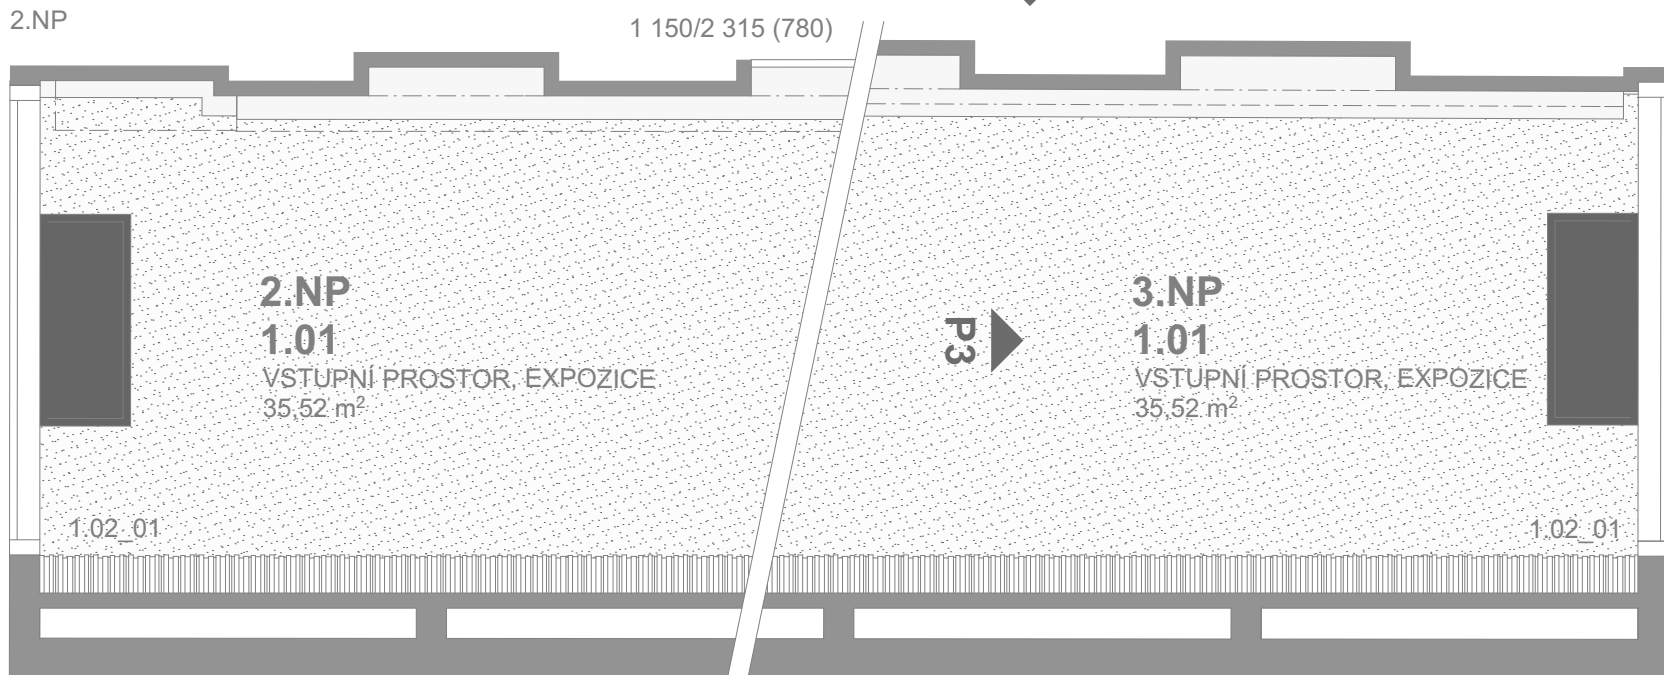 2.NP
1 150/2 315 (780)
2.NP
1.01
VSTUPNÍ PROSTOR, EXPOZICE
35,52 m²
P3
3.NP
1.01
VSTUPNÍ PROSTOR, EXPOZICE
35,52 m²
1.02_01
1.02_01